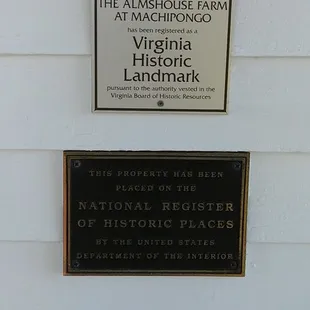 THE ALMSHOUSE FARM
AT MACHIPONGO
has been registered as a
Virginia
Historic
Landmark
pursuant to the authority vested in the
Virginia Board of Historic Resources
THIS PROPERTY HAS BEEN
PLACED ON THE
NATIONAL REGISTER
OF HISTORIC PLACES
BY THE UNITED STATES
DEPARTMENT OF THE INTERIOR